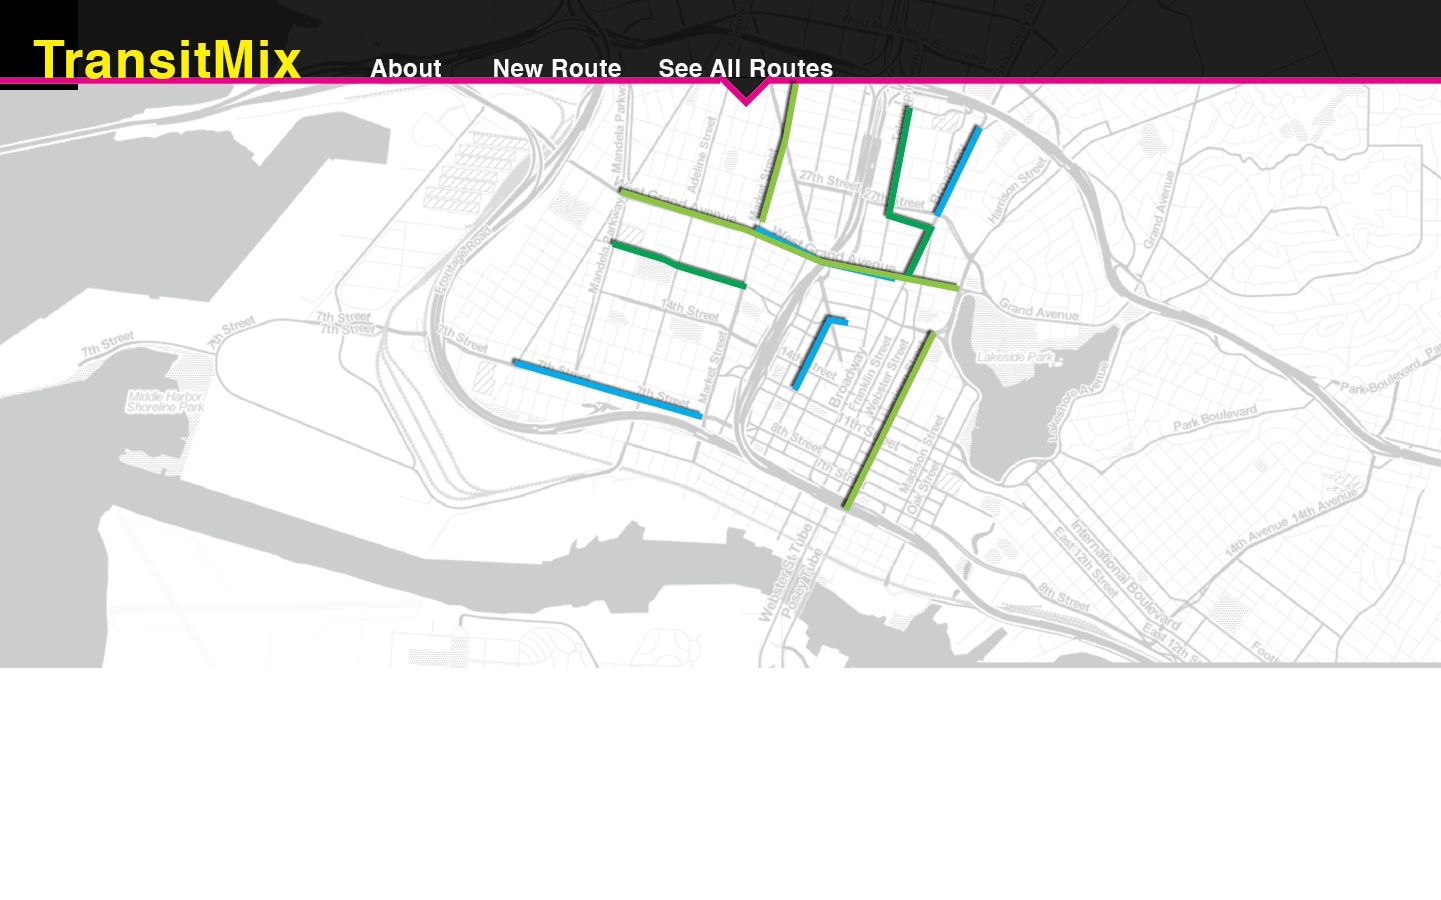 TransitMix
About
New Route
See All Routes
Mandela Parkway
Adeline Street
Market Street
27th Street
27th Street
Harrison Street
Grand Avenue
West Grand Avenue
West Grand Avenue
Mandela Parkway
Frontage Road
14th Street
Grand Avenue
7th Street
7th Street
7th Street
7th Street
7th Street
7th Street
7th Street
Market Street
14th Street
Broadway
Franklin Street
Webster Street
Lakeside Park
Lakeshore Avenue
Park Boulevard
Park Boulevard
Middle Harbor
Shoreline Park
11th Street
8th Street
7th Street
Madison Street
Oak Street
14th Avenue
14th Avenue
International Boulevard
East 12th Street
East 12th St
8th Street
Webster St Tube
Posey Tube
Footh